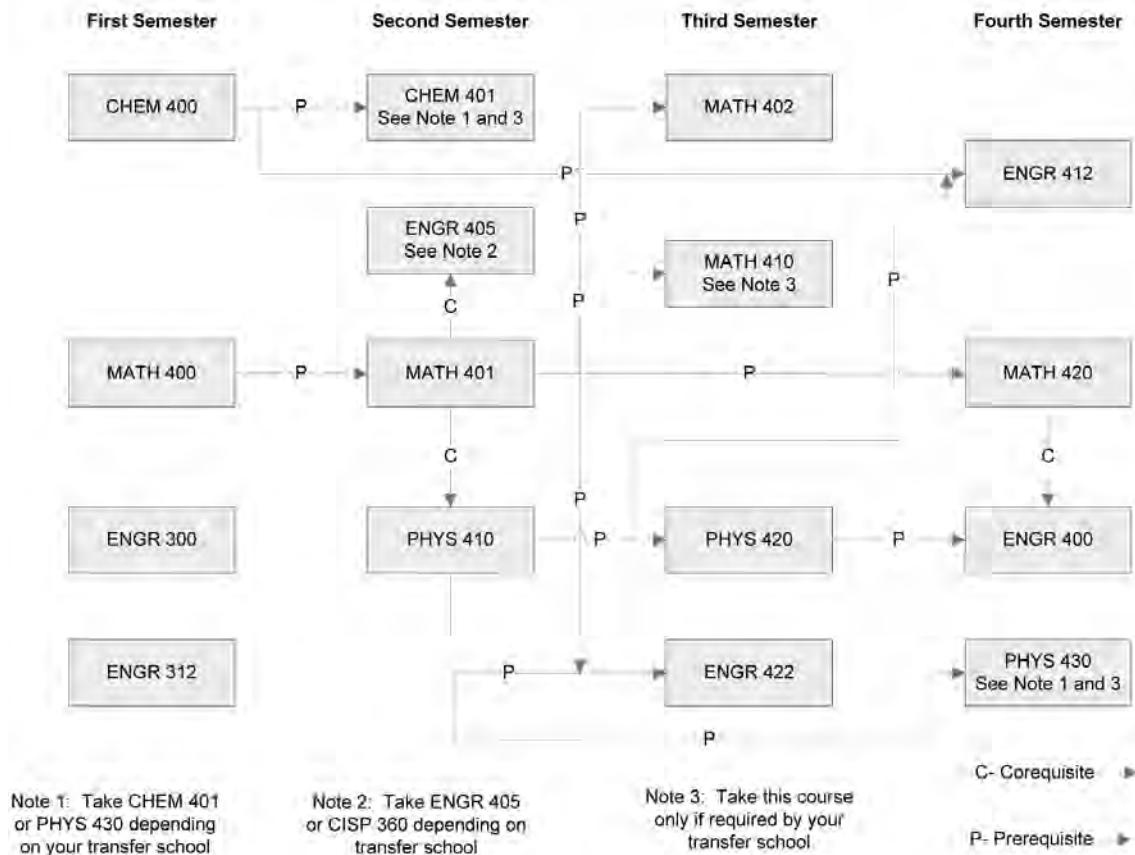 First Semester
Second Semester
Third Semester
Fourth Semester
CHEM 400
P
CHEM 401
See Note 1 and 3
MATH 402
P
ENGR 412
ENGR 405
See Note 2
P
MATH 410
See Note 3
P
C
P
MATH 400
P
MATH 401
P
MATH 420
C
C
P
ENGR 300
PHYS 410
P
PHYS 420
P
ENGR 400
ENGR 312
P
ENGR 422
PHYS 430
See Note 1 and 3
P
C- Corequisite
Note 1: Take CHEM 401
or PHYS 430 depending
on your transfer school
Note 2: Take ENGR 405
or CISP 360 depending on
transfer school
Note 3: Take this course
only if required by your
transfer school
P- Prerequisite